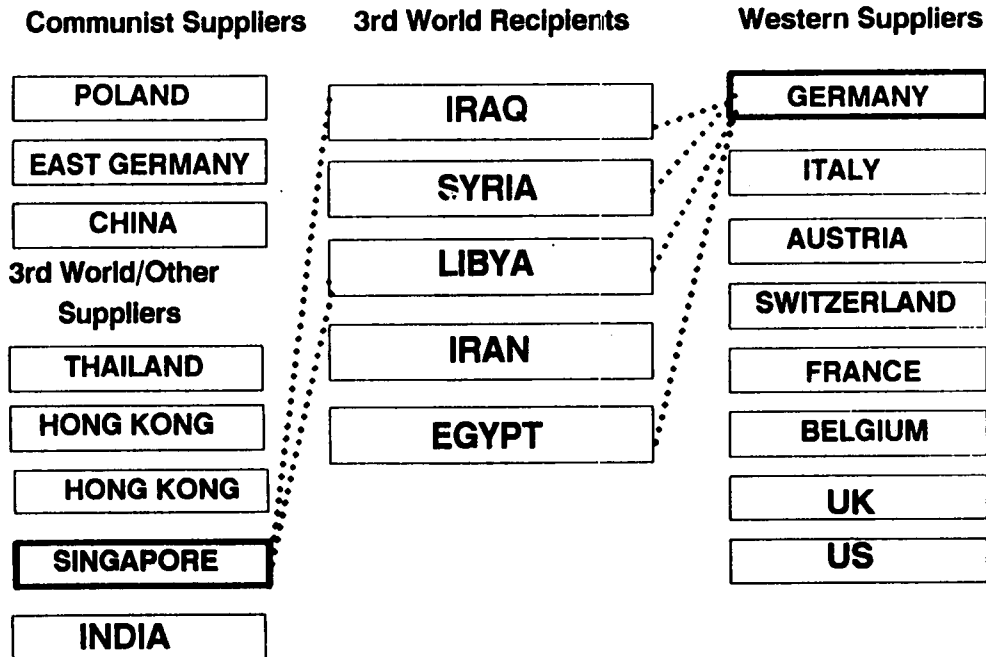 Communist Suppliers
POLAND
EAST GERMANY
CHINA
3rd World/Other
Suppliers
THAILAND
HONG KONG
HONG KONG
SINGAPORE
INDIA
3rd World Recipients
IRAQ
SYRIA
LIBYA
IRAN
EGYPT
Western Suppliers
GERMANY
ITALY
AUSTRIA
SWITZERLAND
FRANCE
BELGIUM
UK
US